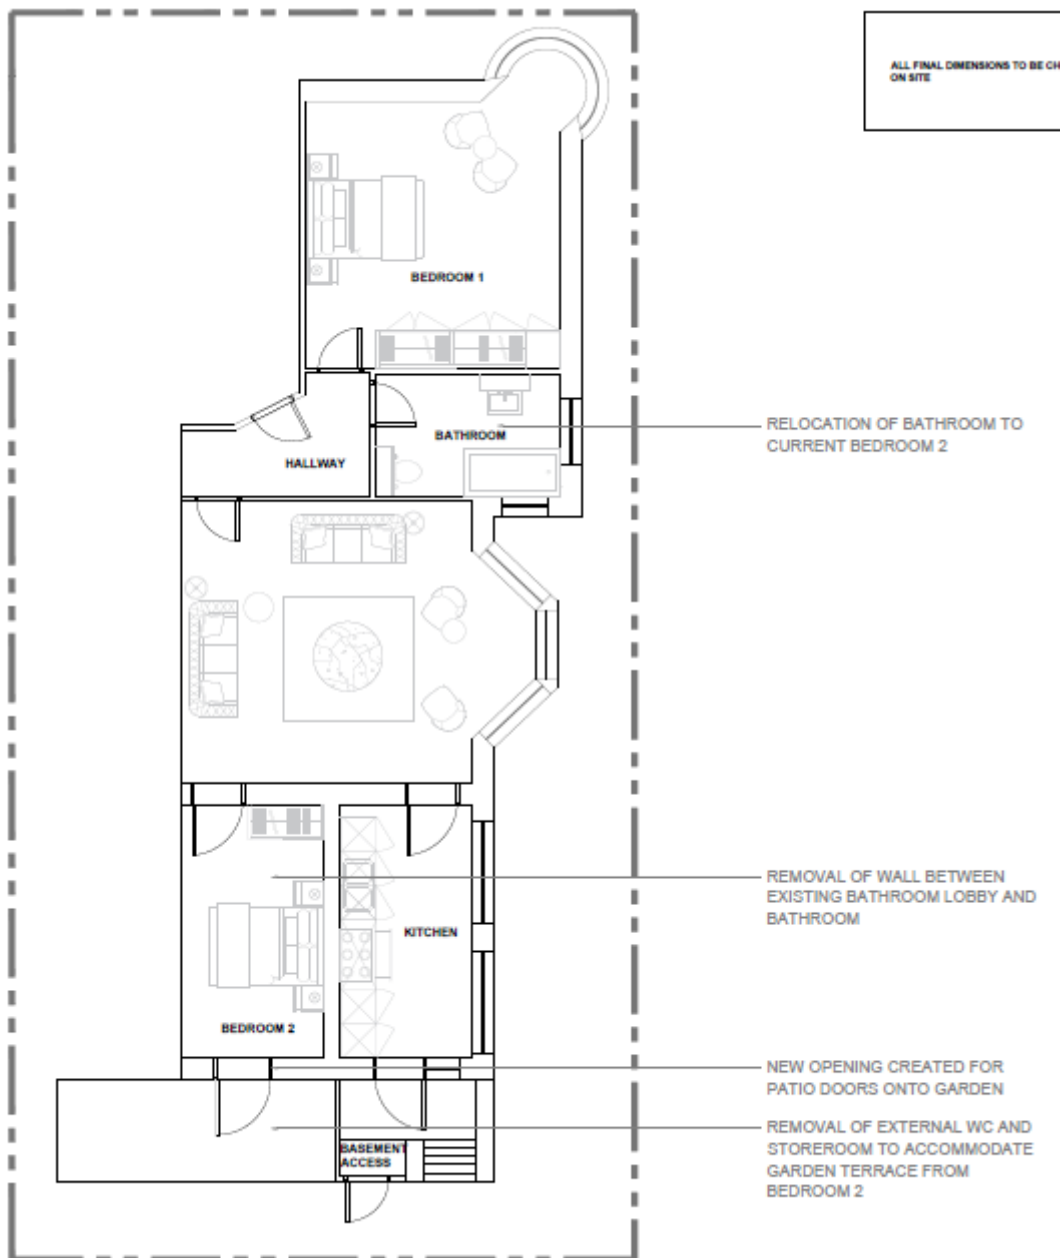 ALL FINAL DIMENSIONS TO BE
ON SITE
BEDROOM 1
BATHROOM
HALLWAY
RELOCATION OF BATHROOM TO
CURRENT BEDROOM 2
REMOVAL OF WALL BETWEEN
EXISTING BATHROOM LOBBY AND
BATHROOM
KITCHEN
BEDROOM 2
NEW OPENING CREATED FOR
PATIO DOORS ONTO GARDEN
REMOVAL OF EXTERNAL WC AND
STOREROOM TO ACCOMMODATE
GARDEN TERRACE FROM
BEDROOM 2
BASEMENT
ACCESS